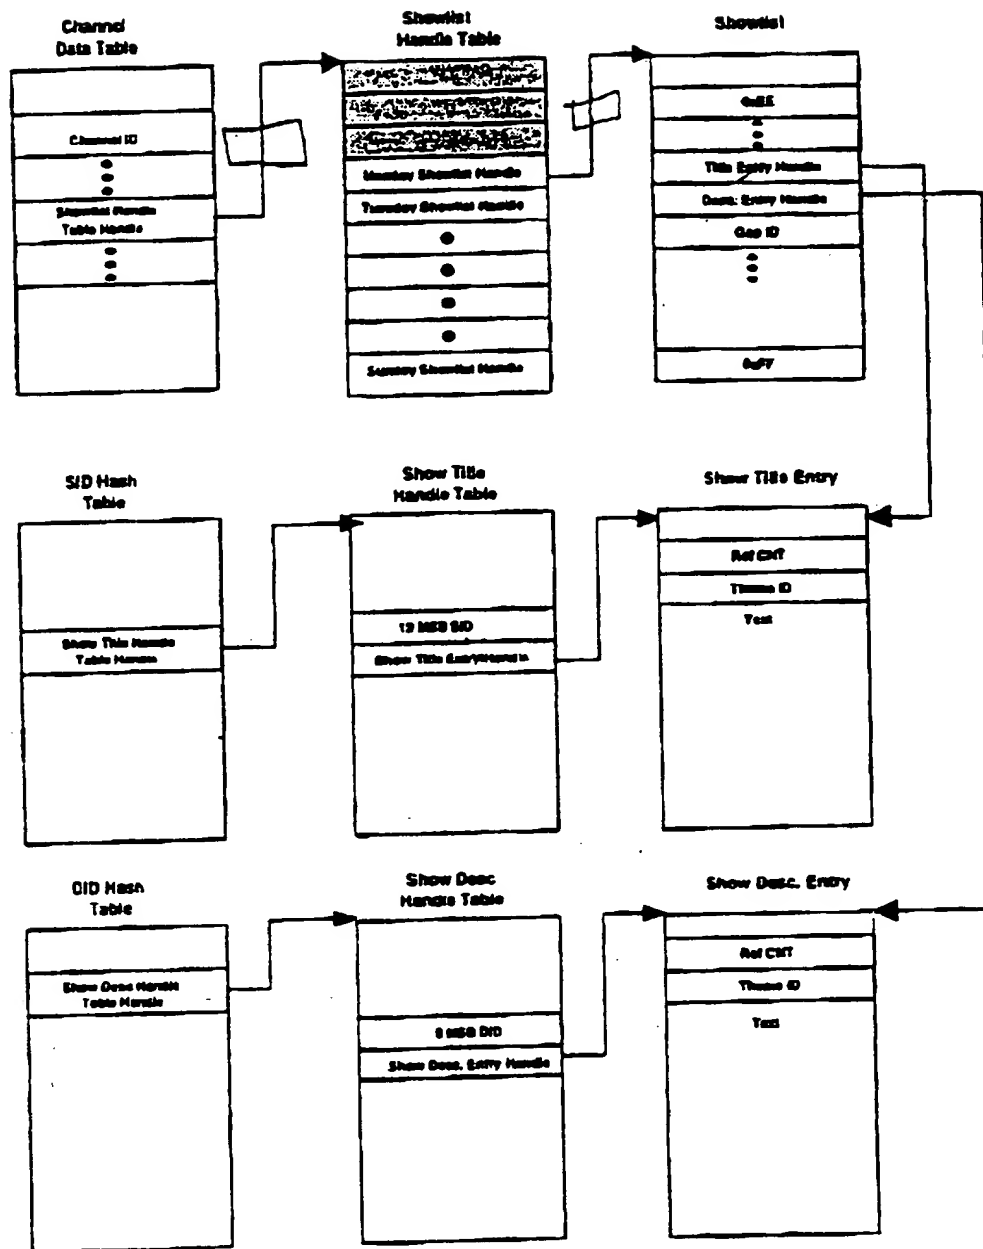 Channel
Data Table
Channel ID
Showlist Handle
Table Handle
Showlist
Handle Table
Monday Showlist Handle
Tuesday Showlist Handle
Sunday Showlist Handle
Showlist
Title Entry Handle
Desc. Entry Handle
Gap ID
0xFF
SID Hash
Table
Show Title Handle
Table Handle
Show Title
Handle Table
12 MSB SID
Show Title Entry Handle
Show Title Entry
Ref CNT
Theme ID
Text
DID Hash
Table
Show Desc Handle
Table Handle
Show Desc
Handle Table
8 MSB DID
Show Desc. Entry Handle
Show Desc. Entry
Ref CNT
Theme ID
Text